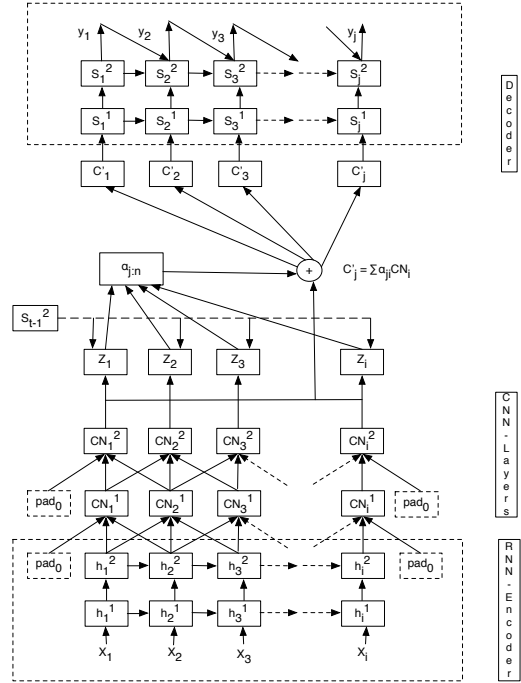 y1 y2 y3 yj
S1^2 S2^2 S3^2 Sj^2
S1^1 S2^1 S3^1 Sj^1
Decoder
C'1 C'2 C'3 C'j
αj:n
+
C'j = ∑αjiCNi
St-1^2
Z1 Z2 Z3 Zi
CN1^2 CN2^2 CN3^2 CNi^2
CNN-Layers
pad0 CN1^1 CN2^1 CN3^1 CNi^1 pad0
pad0 h1^2 h2^2 h3^2 hi^2 pad0
RNN-Encoder
h1^1 h2^1 h3^1 hi^1
X1 X2 X3 Xi